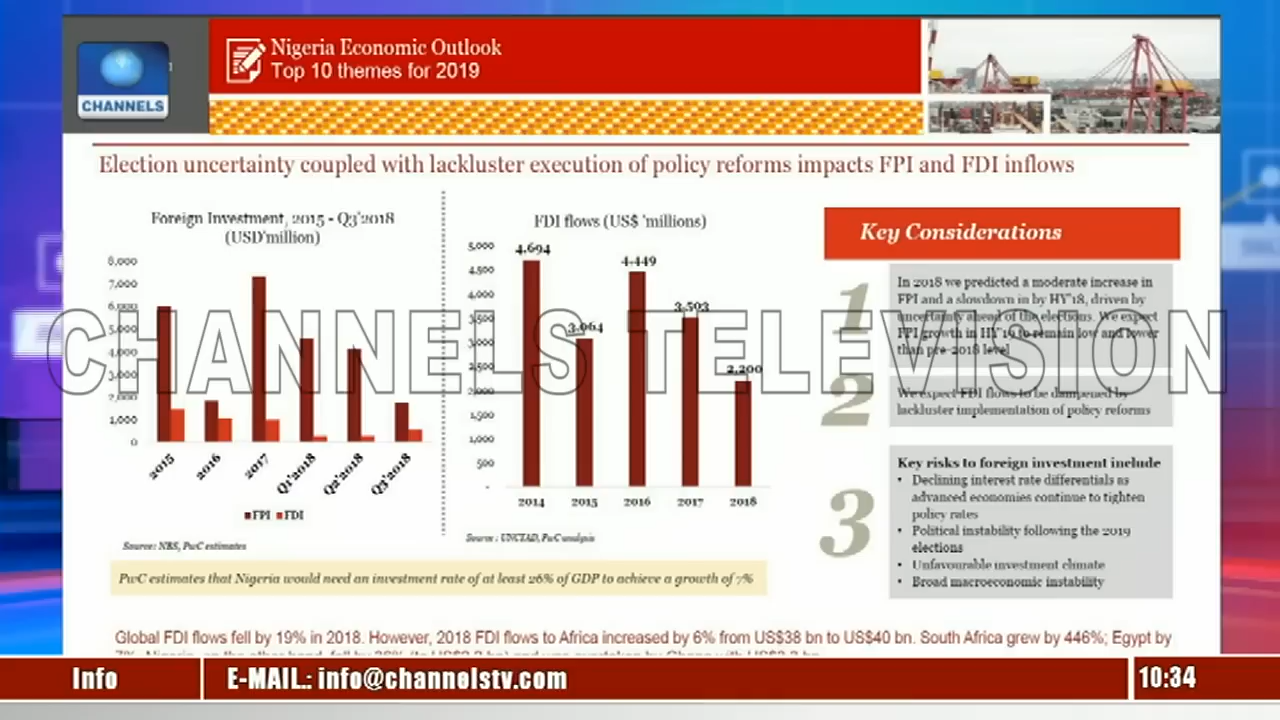 CHANNELS
Nigeria Economic Outlook
Top 10 themes for 2019
Election uncertainty coupled with lackluster execution of policy reforms impacts FPI and FDI inflows
Foreign Investment, 2015 - Q3'2018
(USD'million)
8,000
7,000
6,000
5,000
4,000
3,000
2,000
1,000
0
2015
2016
2017
Q1'2018
Q2'2018
Q3'2018
FPI FDI
Source: NBS, PwC estimates
FDI flows (US$ 'millions)
5,000
4,500
4,000
3,500
3,000
2,500
2,000
1,500
1,000
500
-
4,694
3,064
4,449
3,503
2,200
2014
2015
2016
2017
2018
Source: UNCTAD, PwC analysis
PwC estimates that Nigeria would need an investment rate of at least 26% of GDP to achieve a growth of 7%
Key Considerations
1
In 2018 we predicted a moderate increase in
FPI and a slowdown in by HY'18, driven by
uncertainty ahead of the elections. We expect
FPI growth in HY'19 to remain low and lower
than pre-2018 level
2
We expect FDI flows to be dampened by
lackluster implementation of policy reforms
3
Key risks to foreign investment include
• Declining interest rate differentials as
advanced economies continue to tighten
policy rates
• Political instability following the 2019
elections
• Unfavourable investment climate
• Broad macroeconomic instability
CHANNELS TELEVISION
Global FDI flows fell by 19% in 2018. However, 2018 FDI flows to Africa increased by 6% from US$38 bn to US$40 bn. South Africa grew by 446%; Egypt by
Info
E-MAIL.: info@channelstv.com
10:34